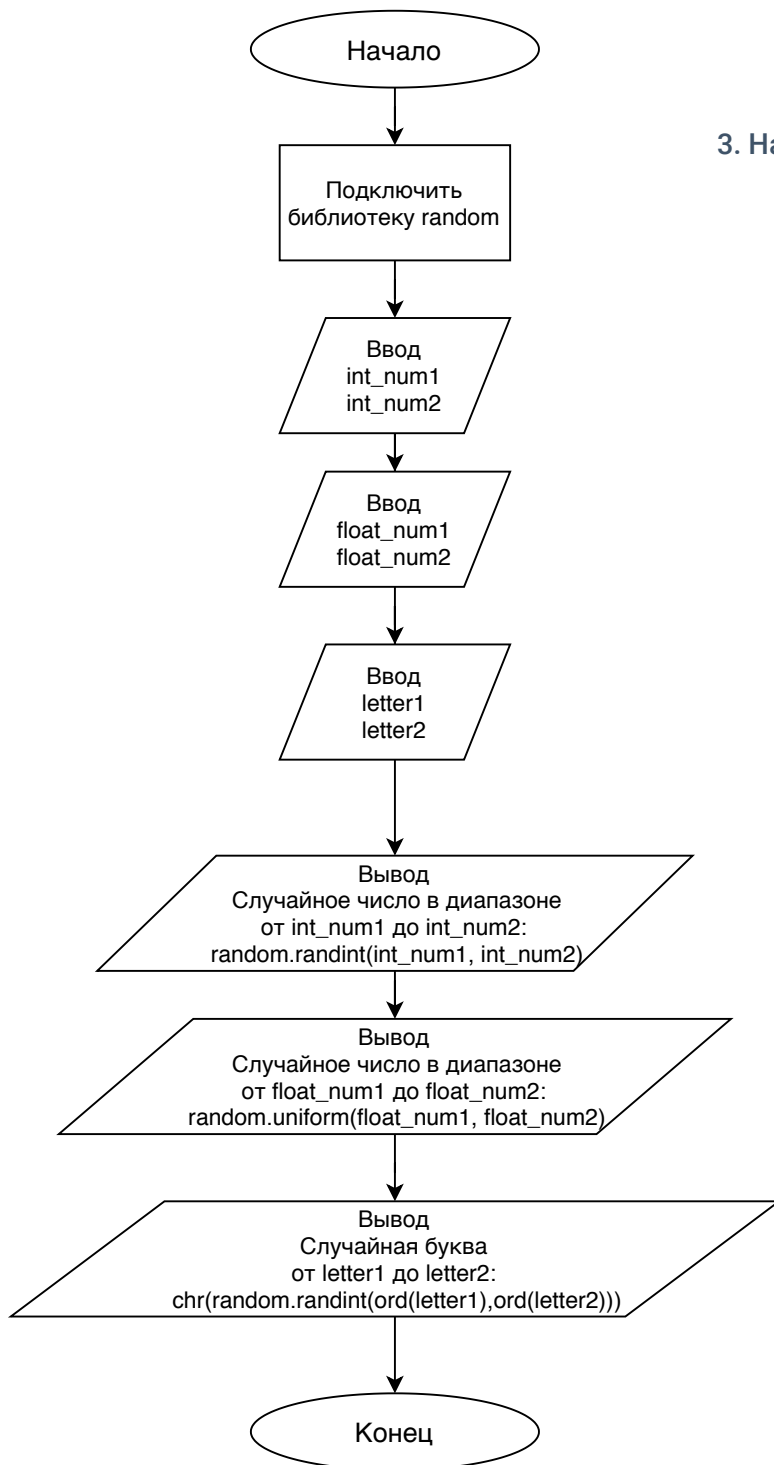 Начало
3. На
Подключить
библиотеку random
Ввод
int_num1
int_num2
Ввод
float_num1
float_num2
Ввод
letter1
letter2
Вывод
Случайное число в диапазоне
от int_num1 до int_num2:
random.randint(int_num1, int_num2)
Вывод
Случайное число в диапазоне
от float_num1 до float_num2:
random.uniform(float_num1, float_num2)
Вывод
Случайная буква
от letter1 до letter2:
chr(random.randint(ord(letter1),ord(letter2)))
Конец